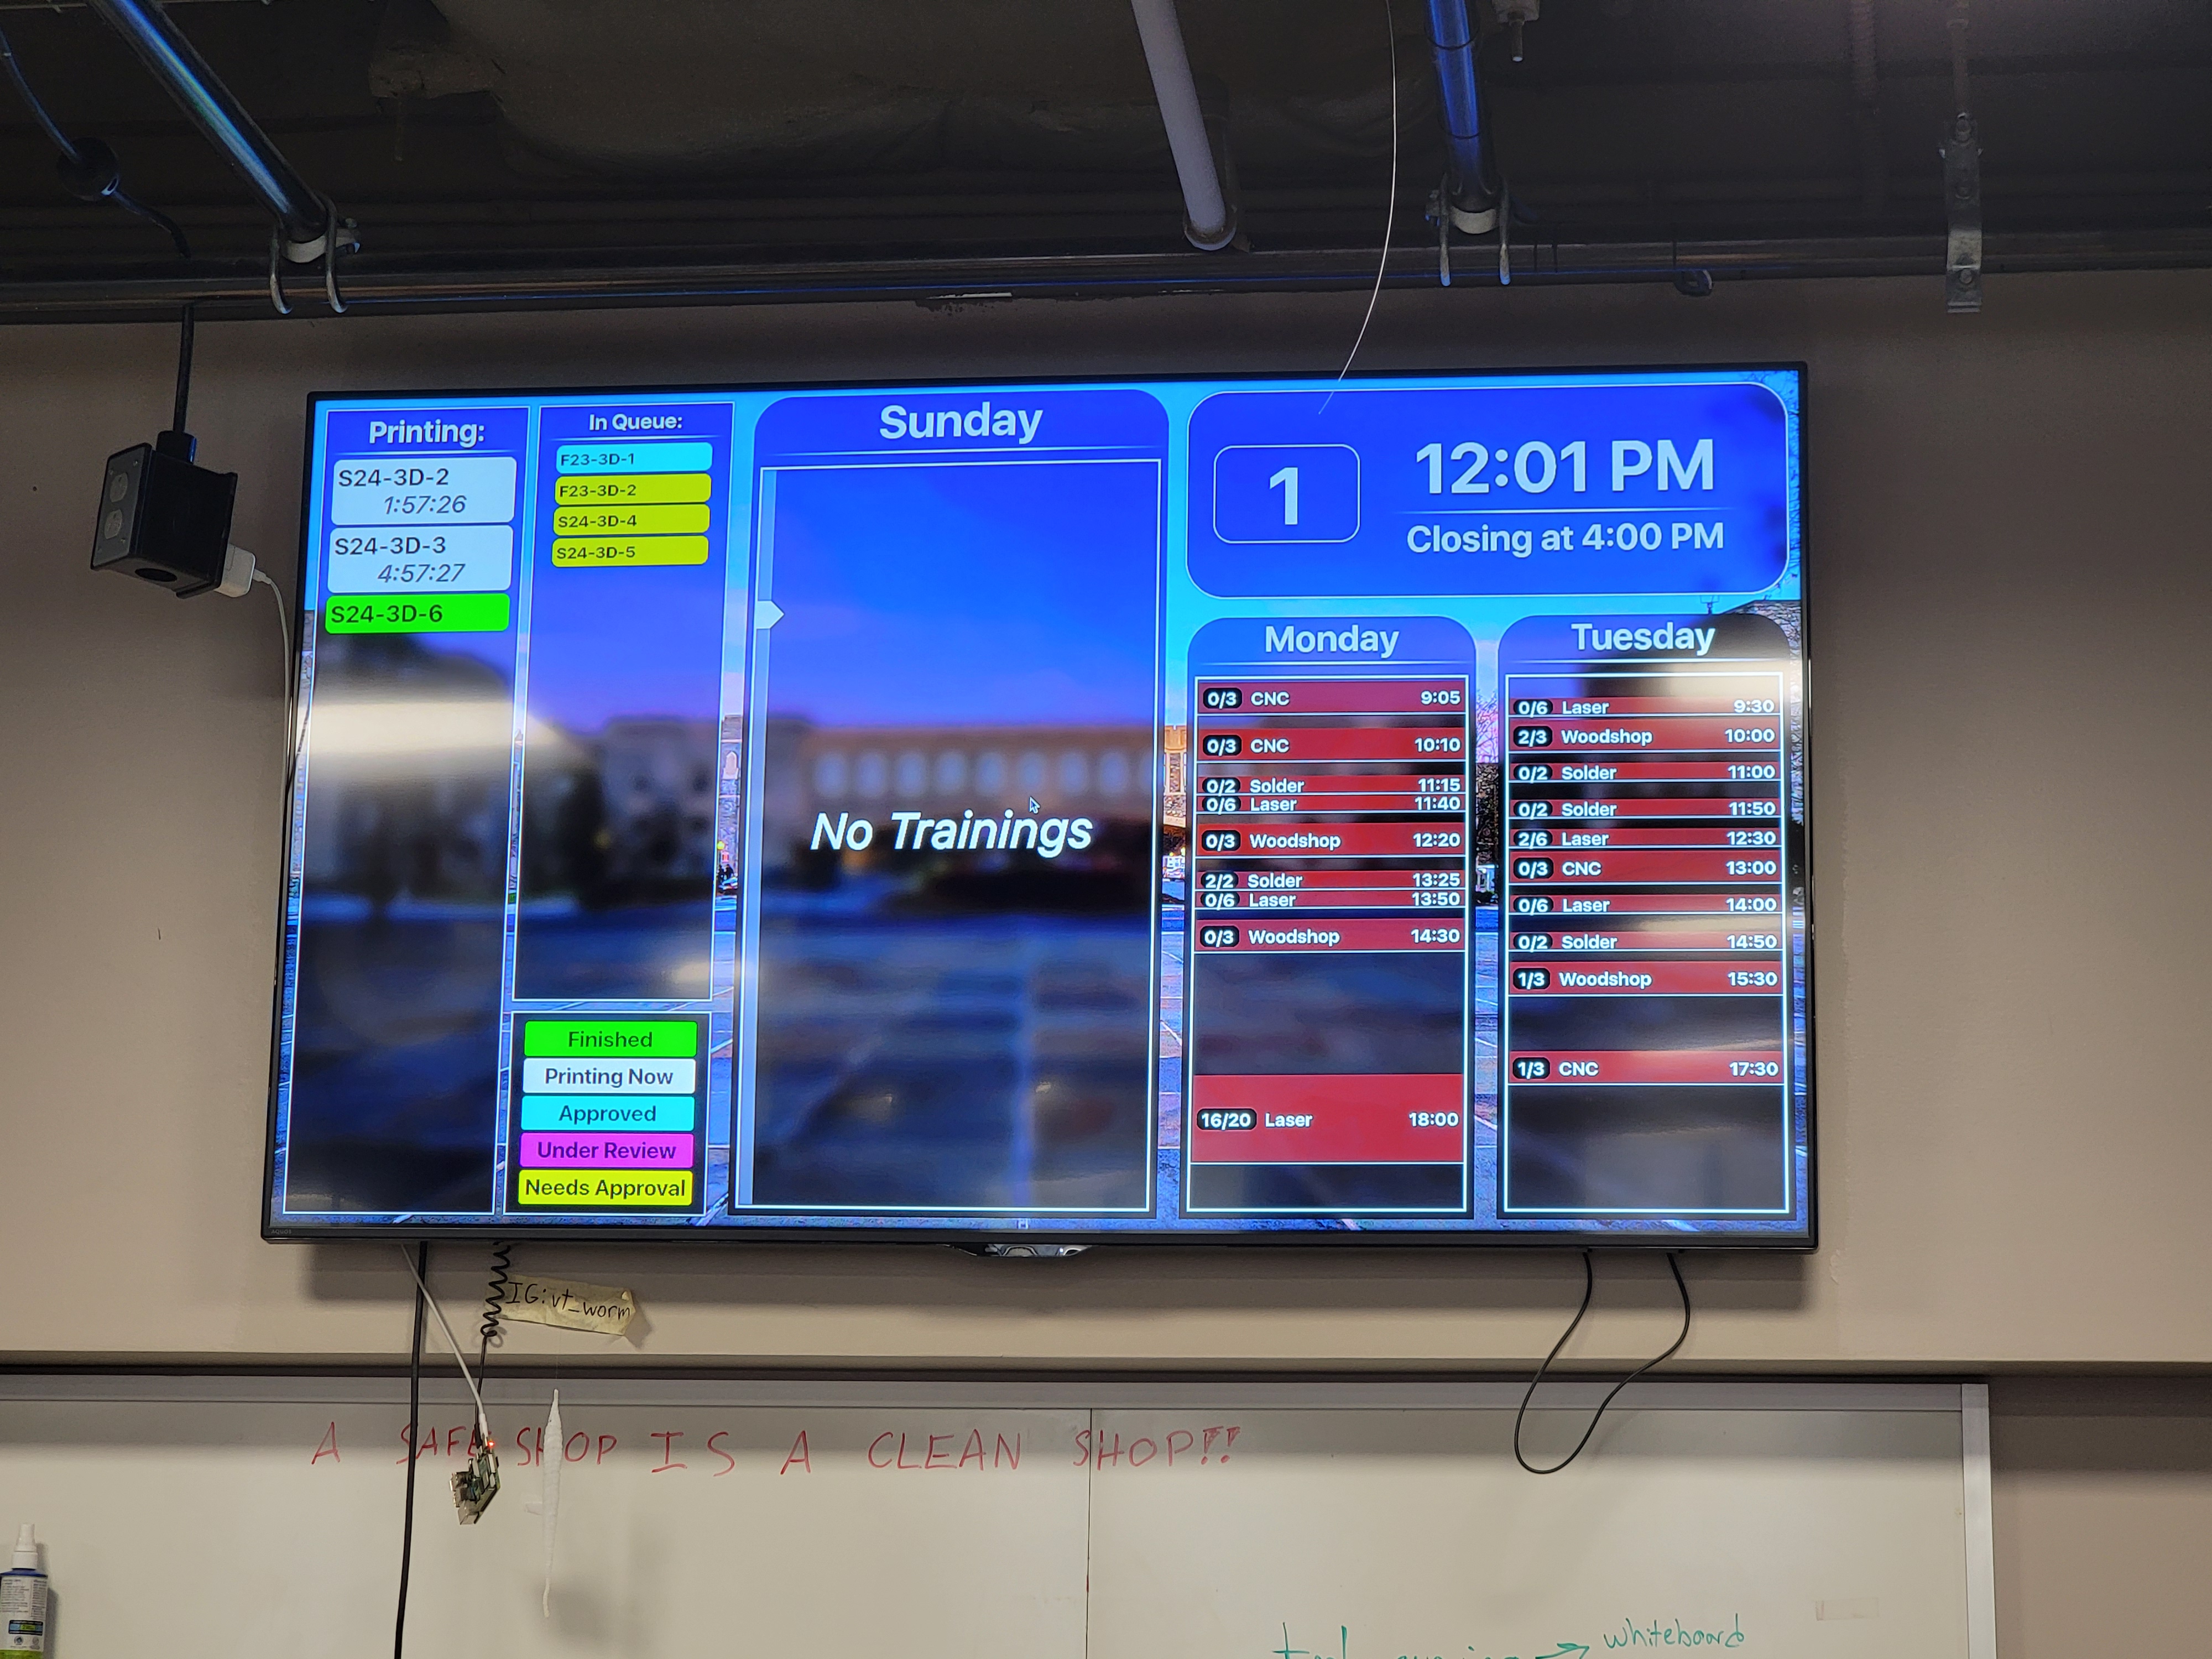 Printing:
S24-3D-2
1:57:26
S24-3D-3
4:57:27
S24-3D-6
In Queue:
F23-3D-1
F23-3D-2
S24-3D-4
S24-3D-5
Finished
Printing Now
Approved
Under Review
Needs Approval
Sunday
No Trainings
1
12:01 PM
Closing at 4:00 PM
Monday
0/3 CNC 9:05
0/3 CNC 10:10
0/2 Solder 11:15
0/6 Laser 11:40
0/3 Woodshop 12:20
2/2 Solder 13:25
0/6 Laser 13:50
0/3 Woodshop 14:30
16/20 Laser 18:00
Tuesday
0/6 Laser 9:30
2/3 Woodshop 10:00
0/2 Solder 11:00
0/2 Solder 11:50
2/6 Laser 12:30
0/3 CNC 13:00
0/6 Laser 14:00
0/2 Solder 14:50
1/3 Woodshop 15:30
1/3 CNC 17:30
IG: vt_worm
A SAFE SHOP IS A CLEAN SHOP!!
whiteboard